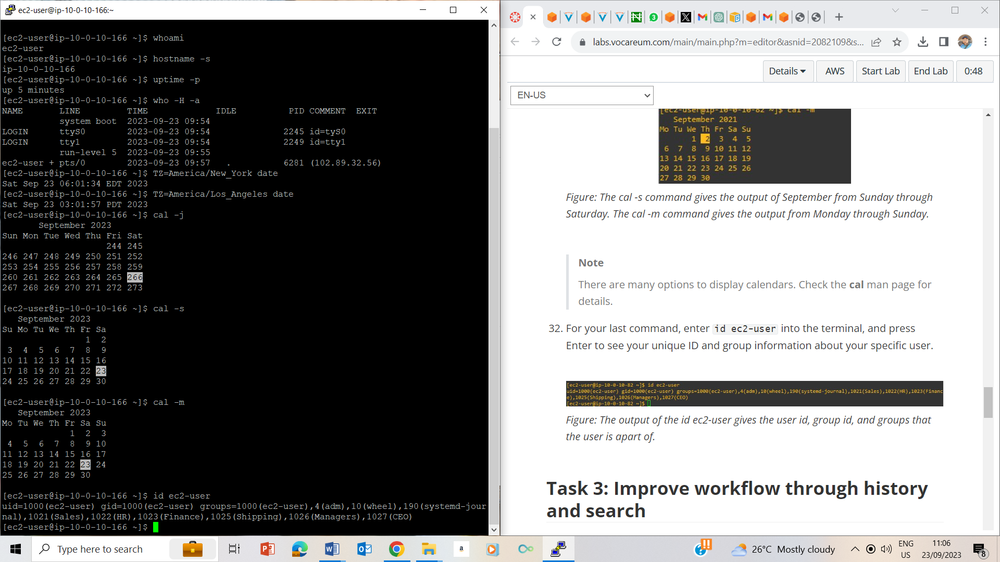 ec2-user@ip-10-0-10-166:~
[ec2-user@ip-10-0-10-166 ~]$ whoami
ec2-user
[ec2-user@ip-10-0-10-166 ~]$ hostname -s
ip-10-0-10-166
[ec2-user@ip-10-0-10-166 ~]$ uptime -p
up 5 minutes
[ec2-user@ip-10-0-10-166 ~]$ who -H -a
NAME LINE TIME IDLE PID COMMENT EXIT
system boot 2023-09-23 09:54
LOGIN ttyS0 2023-09-23 09:54 2245 id=tyS0
LOGIN tty1 2023-09-23 09:54 2249 id=tty1
run-level 5 2023-09-23 09:55
ec2-user + pts/0 2023-09-23 09:57 . 6281 (102.89.32.56)
[ec2-user@ip-10-0-10-166 ~]$ TZ=America/New_York date
Sat Sep 23 06:01:34 EDT 2023
[ec2-user@ip-10-0-10-166 ~]$ TZ=America/Los_Angeles date
Sat Sep 23 03:01:57 PDT 2023
[ec2-user@ip-10-0-10-166 ~]$ cal -j
September 2023
Sun Mon Tue Wed Thu Fri Sat
244 245
246 247 248 249 250 251 252
253 254 255 256 257 258 259
260 261 262 263 264 265 266
267 268 269 270 271 272 273
[ec2-user@ip-10-0-10-166 ~]$ cal -s
September 2023
Su Mo Tu We Th Fr Sa
1 2
3 4 5 6 7 8 9
10 11 12 13 14 15 16
17 18 19 20 21 22 23
24 25 26 27 28 29 30
[ec2-user@ip-10-0-10-166 ~]$ cal -m
September 2023
Mo Tu We Th Fr Sa Su
1 2 3
4 5 6 7 8 9 10
11 12 13 14 15 16 17
18 19 20 21 22 23 24
25 26 27 28 29 30
[ec2-user@ip-10-0-10-166 ~]$ id ec2-user
uid=1000(ec2-user) gid=1000(ec2-user) groups=1000(ec2-user),4(adm),10(wheel),190(systemd-jour
nal),1021(Sales),1022(HR),1023(Finance),1025(Shipping),1026(Managers),1027(CEO)
[ec2-user@ip-10-0-10-166 ~]$
3
labs.vocareum.com/main/main.php?m=editor&asnid=2082109&s...
Details AWS Start Lab End Lab 0:48
EN-US
[ec2-user@ip-10-0-10-82 ~]$ cal -m
September 2021
Mo Tu We Th Fr Sa Su
1 2 3 4 5
6 7 8 9 10 11 12
13 14 15 16 17 18 19
20 21 22 23 24 25 26
27 28 29 30
Figure: The cal -s command gives the output of September from Sunday through
Saturday. The cal -m command gives the output from Monday through Sunday.
Note
There are many options to display calendars. Check the cal man page for
details.
32. For your last command, enter id ec2-user into the terminal, and press
Enter to see your unique ID and group information about your specific user.
[ec2-user@ip-10-0-10-82 ~]$ id ec2-user
uid=1000(ec2-user) gid=1000(ec2-user) groups=1000(ec2-user),4(adm),10(wheel),190(systemd-journal),1021(Sales),1022(HR),1023(Financ
e),1025(Shipping),1026(Managers),1027(CEO)
[ec2-user@ip-10-0-10-82 ~]$
Figure: The output of the id ec2-user gives the user id, group id, and groups that
the user is apart of.
Task 3: Improve workflow through history
and search
Type here to search
a
26°C Mostly cloudy
ENG
US
11:06
23/09/2023
8